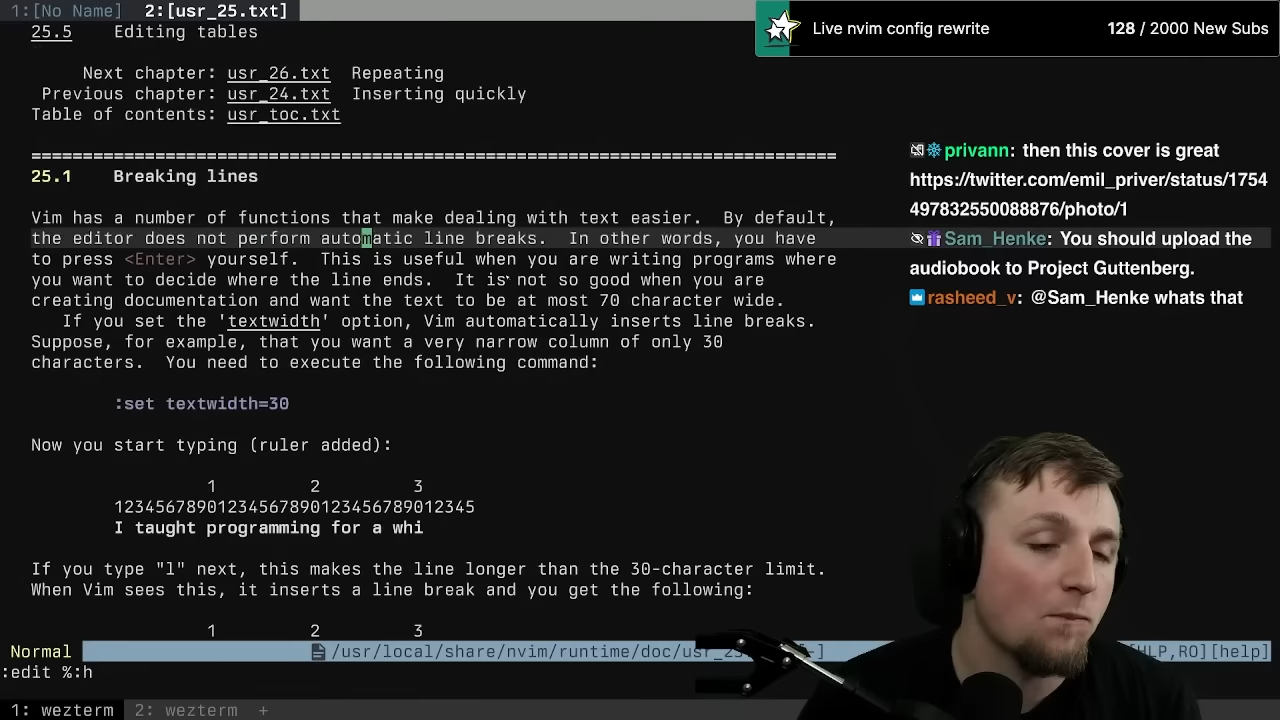 1:[No Name]  2:[usr_25.txt]
25.5    Editing tables
Next chapter: usr_26.txt  Repeating
Previous chapter: usr_24.txt  Inserting quickly
Table of contents: usr_toc.txt
==============================================================================
25.1    Breaking lines
Vim has a number of functions that make dealing with text easier.  By default,
the editor does not perform automatic line breaks.  In other words, you have
to press <Enter> yourself.  This is useful when you are writing programs where
you want to decide where the line ends.  It is not so good when you are
creating documentation and want the text to be at most 70 character wide.
If you set the 'textwidth' option, Vim automatically inserts line breaks.
Suppose, for example, that you want a very narrow column of only 30
characters.  You need to execute the following command:
:set textwidth=30
Now you start typing (ruler added):
1         2         3
12345678901234567890123456789012345
I taught programming for a whi
If you type "l" next, this makes the line longer than the 30-character limit.
When Vim sees this, it inserts a line break and you get the following:
1         2         3
Normal  /usr/local/share/nvim/runtime/doc/usr_25 -] [HLP,RO][help]
:edit %:h
1: wezterm  2: wezterm  +
Live nvim config rewrite  128 / 2000 New Subs
privann: then this cover is great
https://twitter.com/emil_priver/status/1754
497832550088876/photo/1
Sam_Henke: You should upload the
audiobook to Project Guttenberg.
rasheed_v: @Sam_Henke whats that